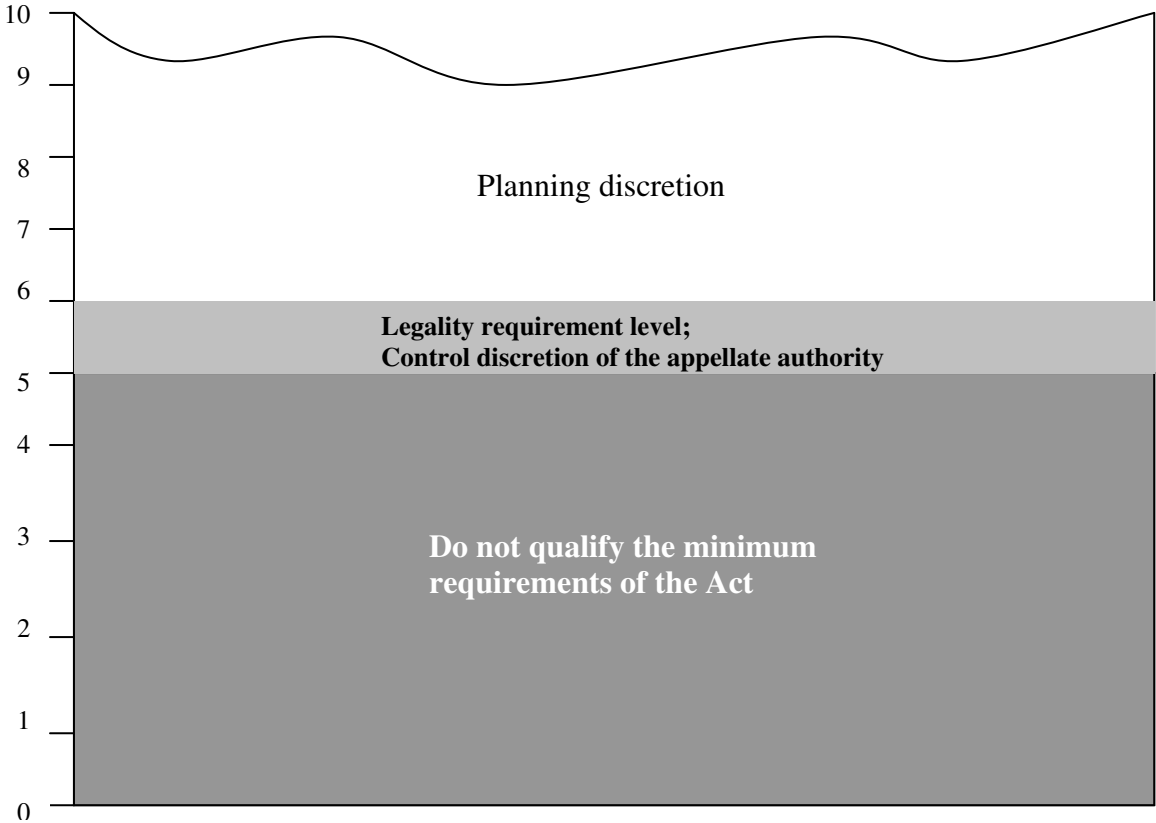 10
9
8
Planning discretion
7
6
Legality requirement level;
Control discretion of the appellate authority
5
4
3
Do not qualify the minimum
requirements of the Act
2
1
0